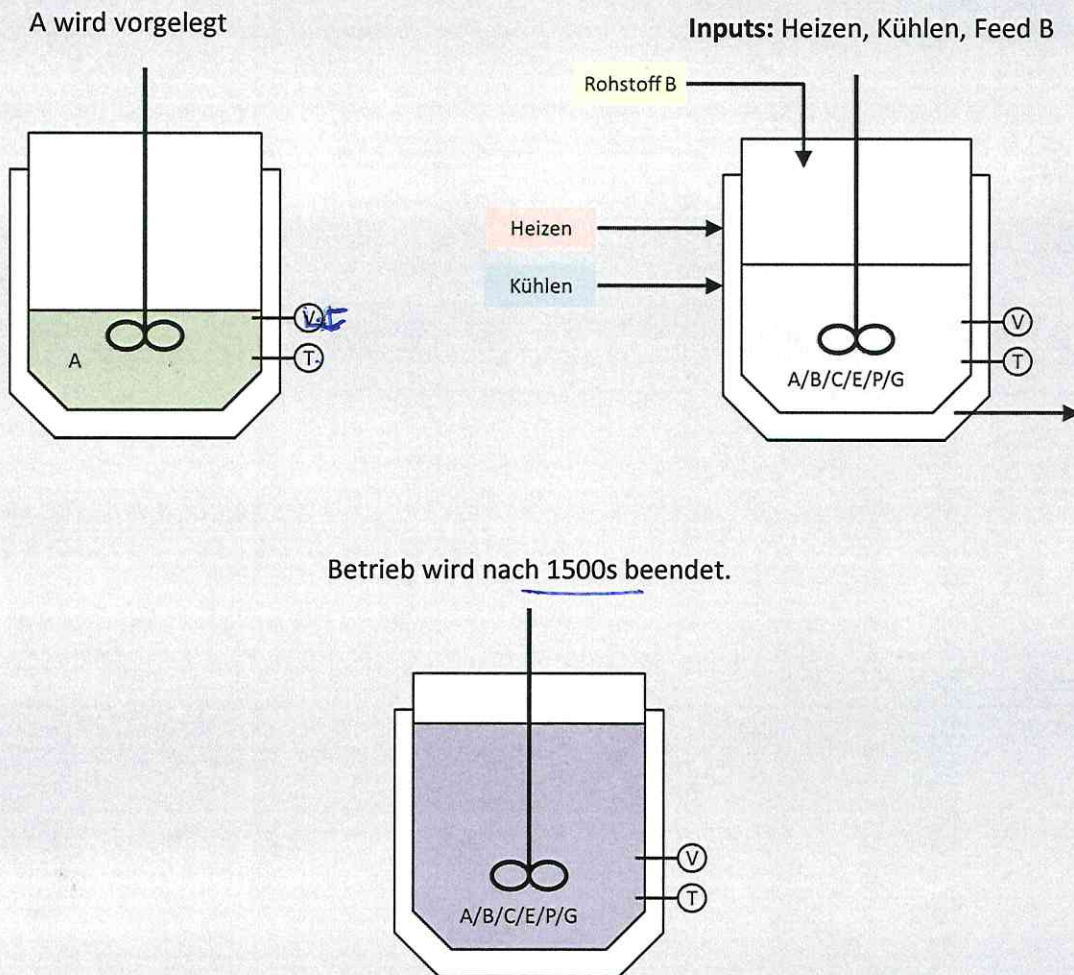 A wird vorgelegt
Inputs: Heizen, Kühlen, Feed B
Rohstoff B
Heizen
Kühlen
V
T
A
V
T
A/B/C/E/P/G
Betrieb wird nach 1500s beendet.
V
T
A/B/C/E/P/G